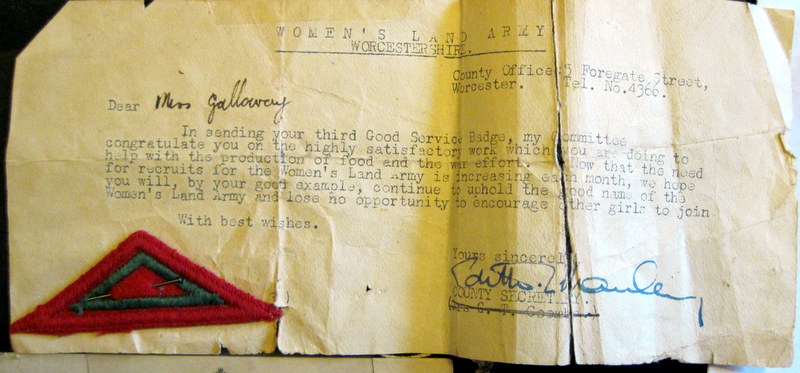 WOMEN'S LAND ARMY
WORCESTERSHIRE.
County Office: 5 Foregate Street,
Worcester. Tel. No.4366.
Dear Miss Galloway
In sending your third Good Service Badge, my Committee
congratulate you on the highly satisfactory work which you are doing to
help with the production of food and the war effort. Now that the need
for recruits for the Women's Land Army is increasing each month, we hope
you will, by your good example, continue to uphold the good name of the
Women's Land Army and lose no opportunity to encourage other girls to join
With best wishes.
Yours sincerely
COUNTY SECRETARY.
Mrs G. T.